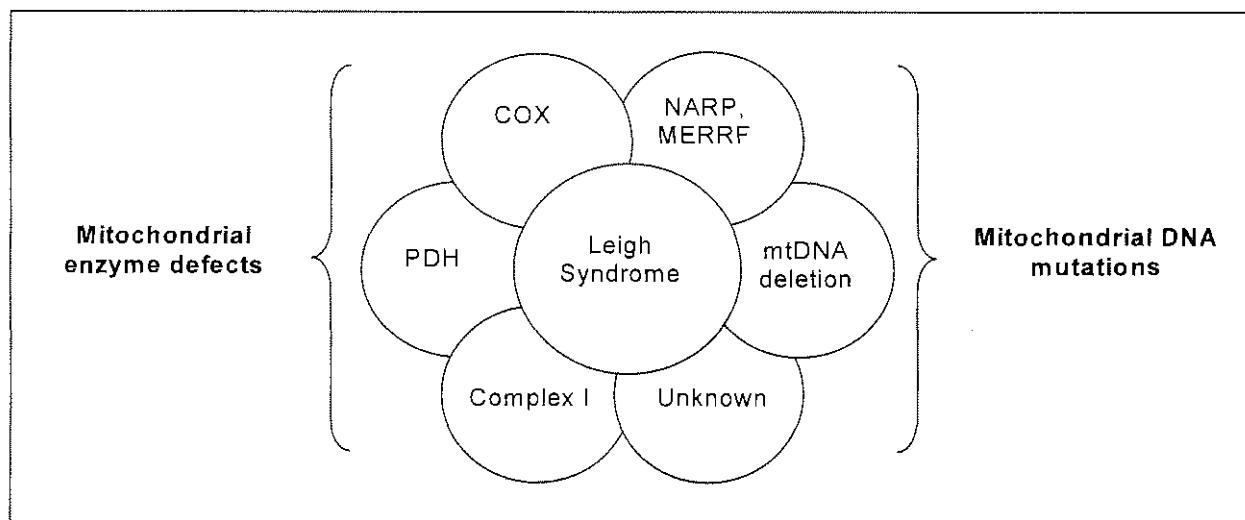 COX
NARP,
MERRF
Mitochondrial
enzyme defects
PDH
Leigh
Syndrome
mtDNA
deletion
Mitochondrial DNA
mutations
Complex I
Unknown